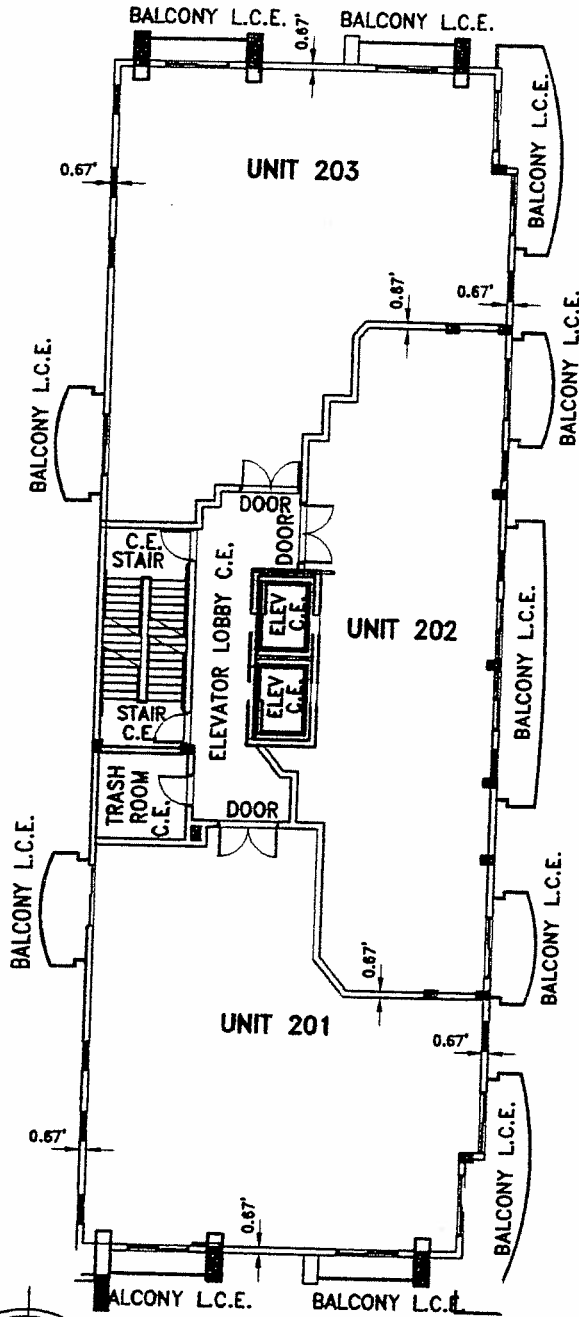 BALCONY L.C.E.
BALCONY L.C.E.
0.67'
BALCONY L.C.E.
UNIT 203
0.67'
0.67'
0.67'
BALCONY L.C.E.
BALCONY L.C.E.
DOOR
DOOR
C.E.
STAIR
ELEVATOR LOBBY C.E.
ELEV
C.E.
UNIT 202
BALCONY L.C.E.
ELEV
C.E.
STAIR
C.E.
TRASH
ROOM
C.E.
DOOR
BALCONY L.C.E.
BALCONY L.C.E.
0.67'
UNIT 201
0.67'
0.67'
BALCONY L.C.E.
0.67'
ALCONY L.C.E.
BALCONY L.C.E.